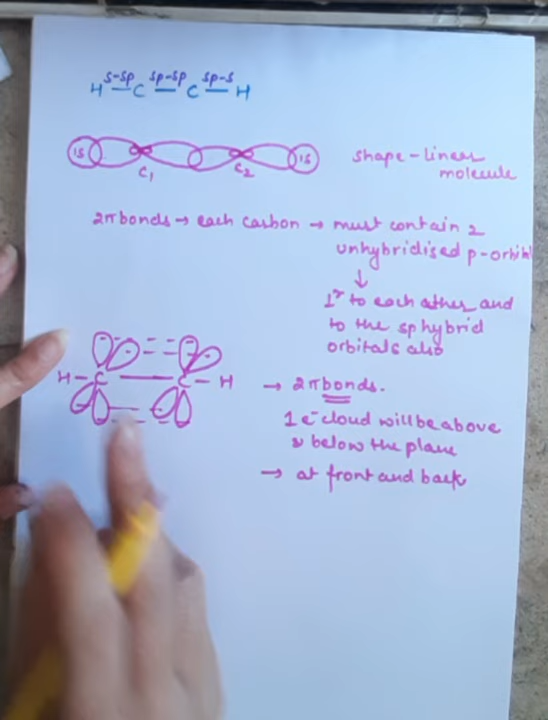 s-sp sp-sp sp-s
H — C — C — H
1S 1S
C1 C2
shape - linear
molecule
2π bonds → each carbon → must contain 2
unhybridised p-orbit
↓
1r to each other and
to the sp hybrid
orbitals also
H - C — C - H
→ 2π bonds.
1 e⁻ cloud will be above
& below the plane
→ at front and back